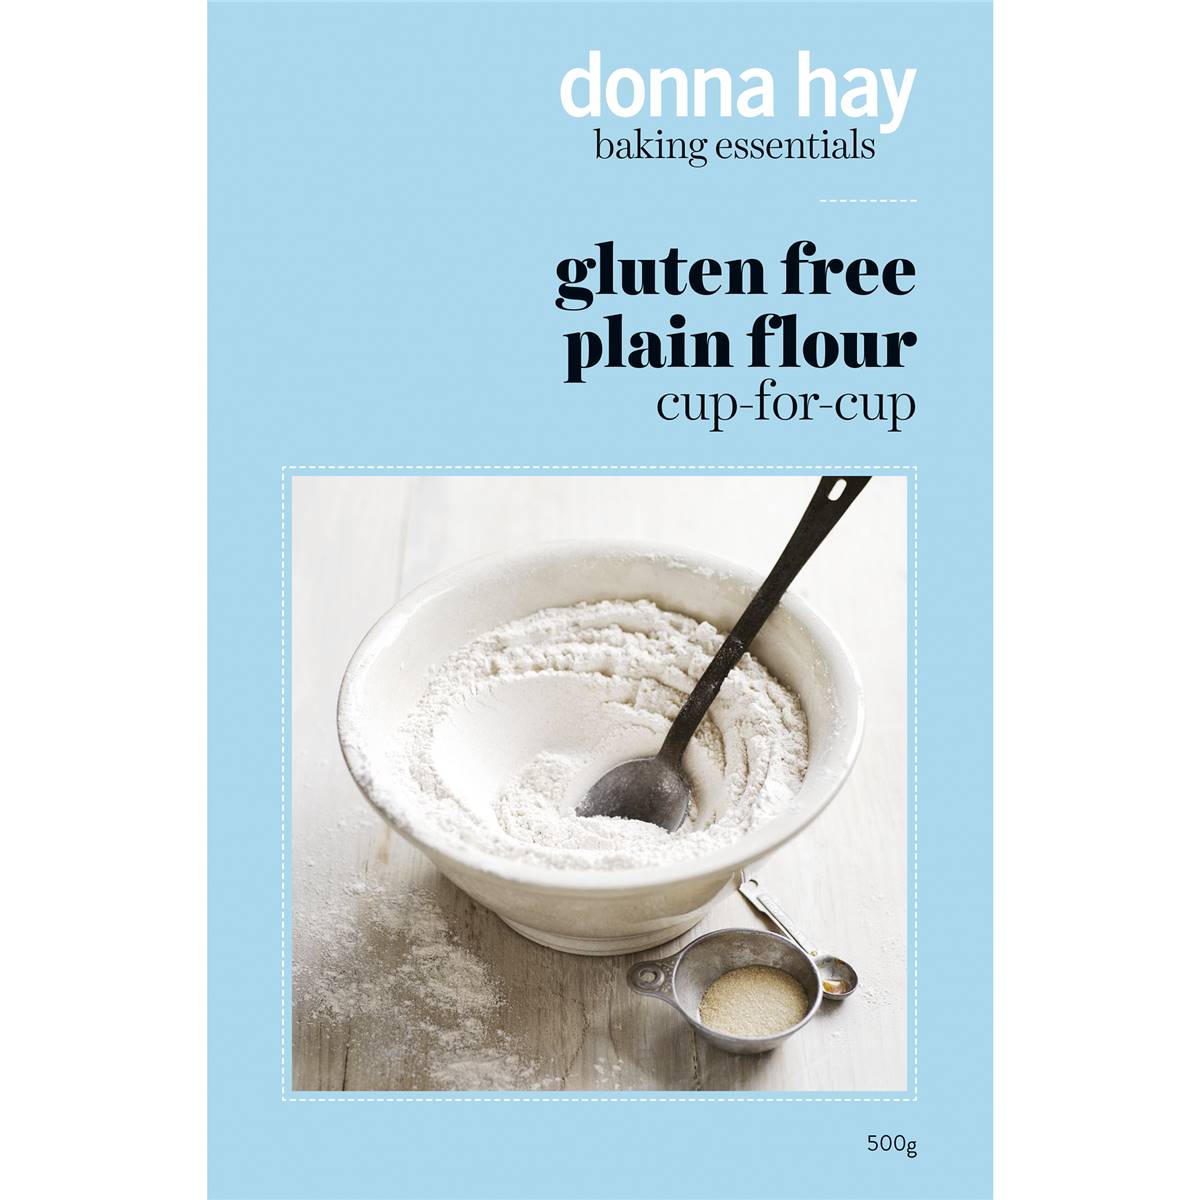 donna hay
baking essentials
gluten free
plain flour
cup-for-cup
500g